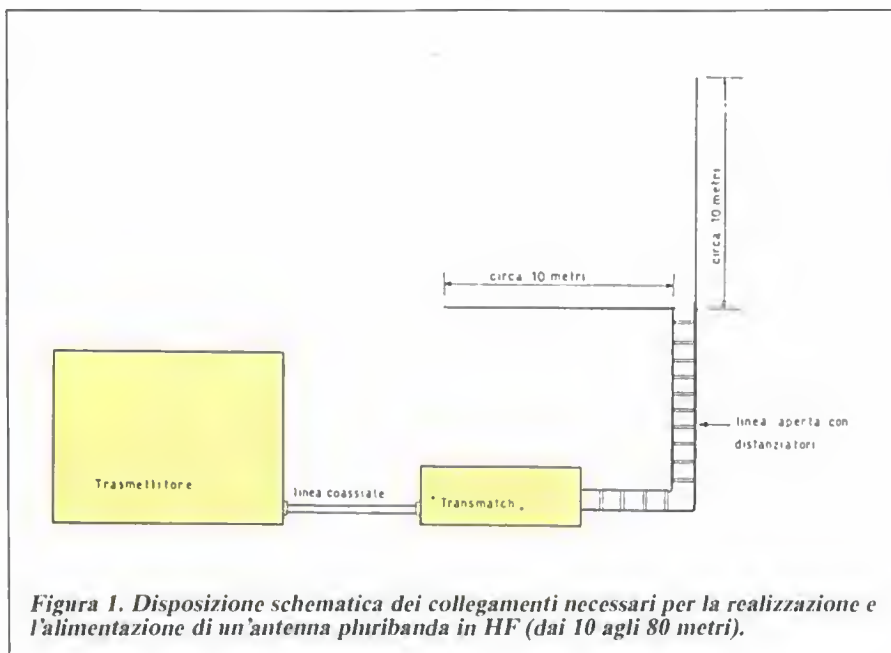 circa 10 metri
circa 10 metri
linea aperta con
distanziatori
Trasmettitore
linea coassiale
"Transmatch"
Figura 1. Disposizione schematica dei collegamenti necessari per la realizzazione e
l'alimentazione di un'antenna pluribanda in HF (dai 10 agli 80 metri).